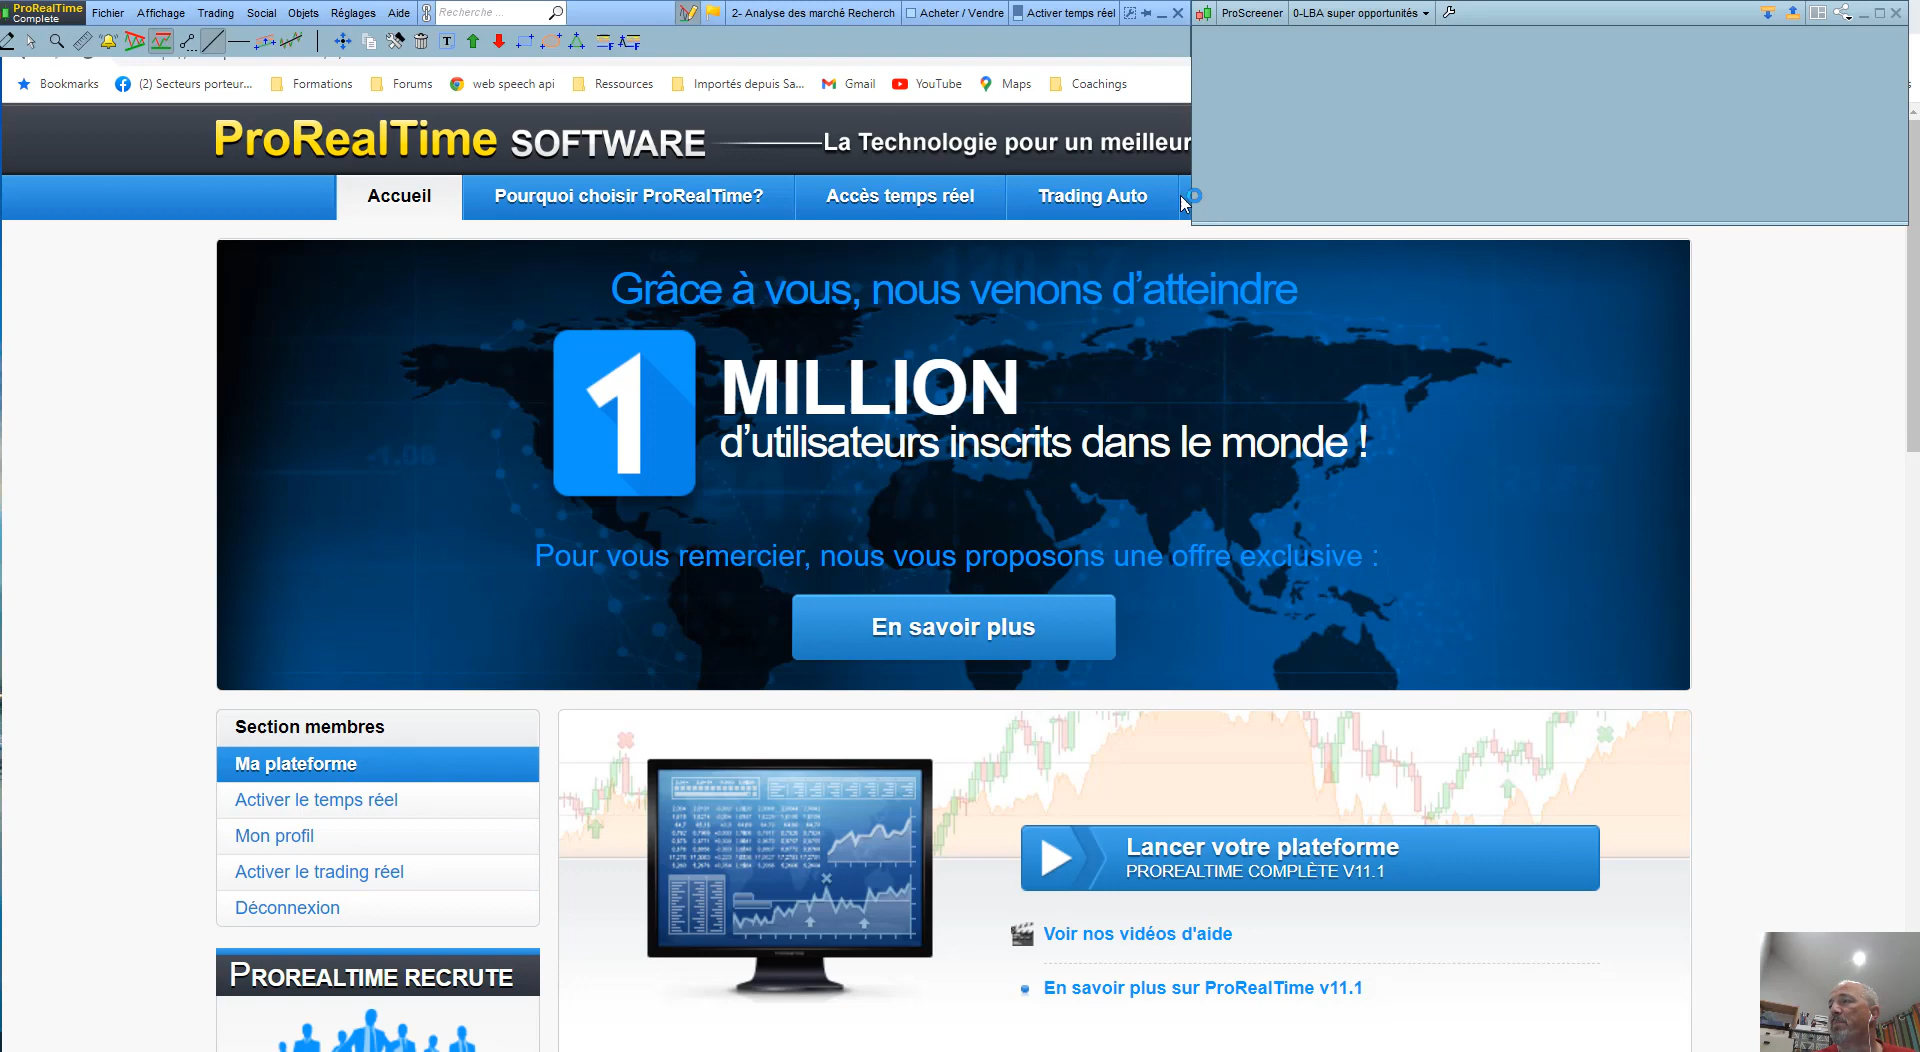 ProRealTime
Complete
Fichier Affichage Trading Social Objets Réglages Aide
Recherche ...
2- Analyse des marché Recherch
Acheter / Vendre
Activer temps réel
ProScreener
0-LBA super opportunités
Bookmarks
(2) Secteurs porteur...
Formations
Forums
web speech api
Ressources
Importés depuis Sa...
Gmail
YouTube
Maps
Coachings
ProRealTime SOFTWARE
La Technologie pour un meilleur
Accueil
Pourquoi choisir ProRealTime?
Accès temps réel
Trading Auto
Grâce à vous, nous venons d'atteindre
1 MILLION
d'utilisateurs inscrits dans le monde !
Pour vous remercier, nous vous proposons une offre exclusive :
En savoir plus
Section membres
Ma plateforme
Activer le temps réel
Mon profil
Activer le trading réel
Déconnexion
PROREALTIME RECRUTE
Lancer votre plateforme
PROREALTIME COMPLÈTE V11.1
Voir nos vidéos d'aide
En savoir plus sur ProRealTime v11.1